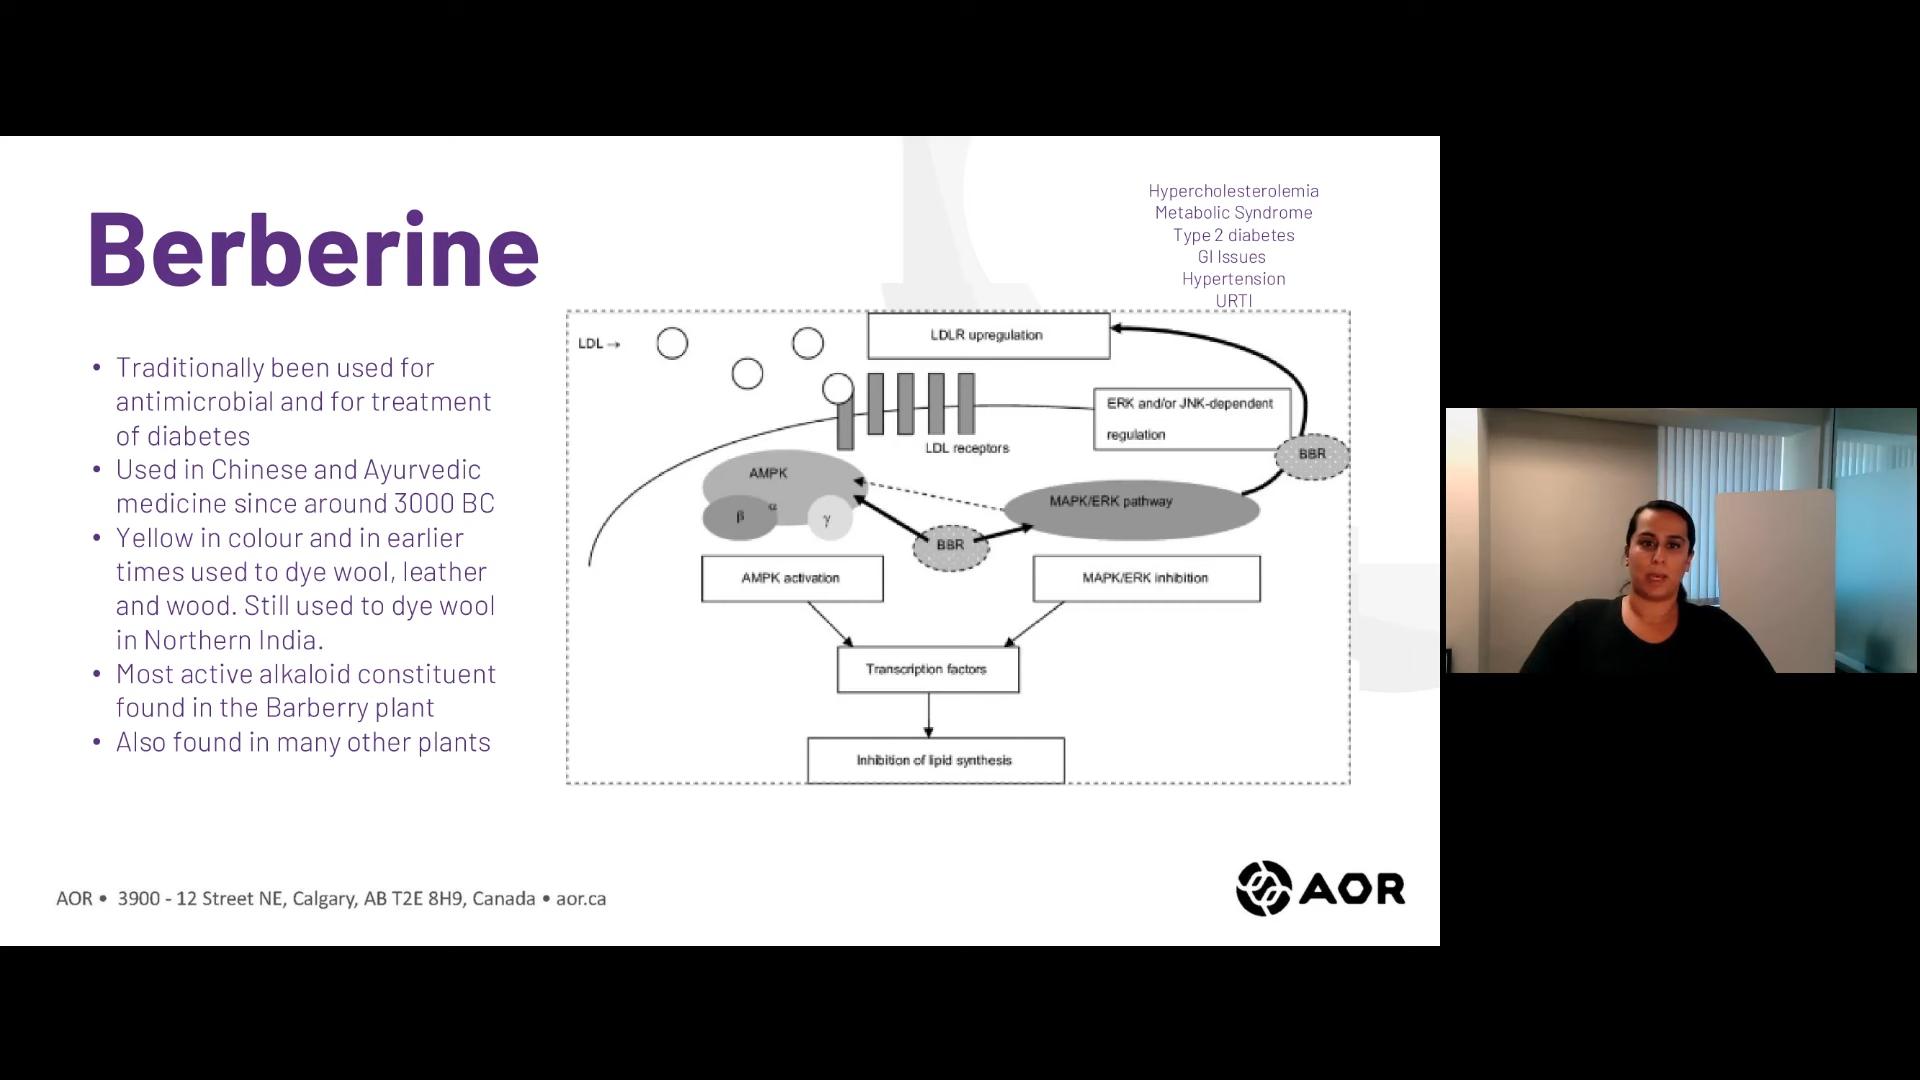 Hypercholesterolemia
Metabolic Syndrome
Type 2 diabetes
GI Issues
Hypertension
URTI
Berberine
• Traditionally been used for
antimicrobial and for treatment
of diabetes
• Used in Chinese and Ayurvedic
medicine since around 3000 BC
• Yellow in colour and in earlier
times used to dye wool, leather
and wood. Still used to dye wool
in Northern India.
• Most active alkaloid constituent
found in the Barberry plant
• Also found in many other plants
LDL →
LDLR upregulation
ERK and/or JNK-dependent
regulation
LDL receptors
BBR
AMPK
α
β
γ
MAPK/ERK pathway
BBR
AMPK activation
MAPK/ERK inhibition
Transcription factors
Inhibition of lipid synthesis
AOR • 3900 - 12 Street NE, Calgary, AB T2E 8H9, Canada • aor.ca
AOR